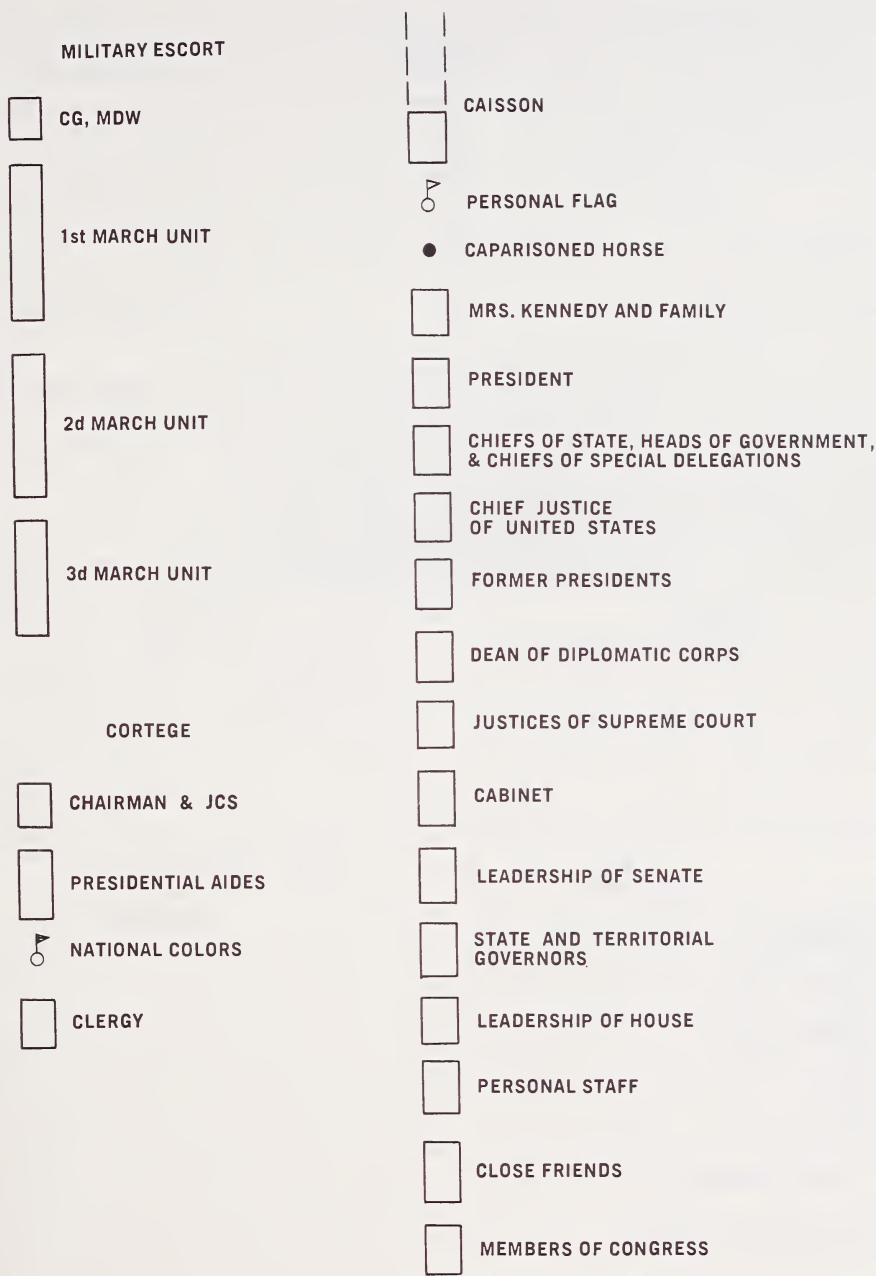 MILITARY ESCORT
CG, MDW
1st MARCH UNIT
2d MARCH UNIT
3d MARCH UNIT
CORTEGE
CHAIRMAN & JCS
PRESIDENTIAL AIDES
NATIONAL COLORS
CLERGY
CAISSON
PERSONAL FLAG
CAPARISONED HORSE
MRS. KENNEDY AND FAMILY
PRESIDENT
CHIEFS OF STATE, HEADS OF GOVERNMENT,
& CHIEFS OF SPECIAL DELEGATIONS
CHIEF JUSTICE
OF UNITED STATES
FORMER PRESIDENTS
DEAN OF DIPLOMATIC CORPS
JUSTICES OF SUPREME COURT
CABINET
LEADERSHIP OF SENATE
STATE AND TERRITORIAL
GOVERNORS
LEADERSHIP OF HOUSE
PERSONAL STAFF
CLOSE FRIENDS
MEMBERS OF CONGRESS